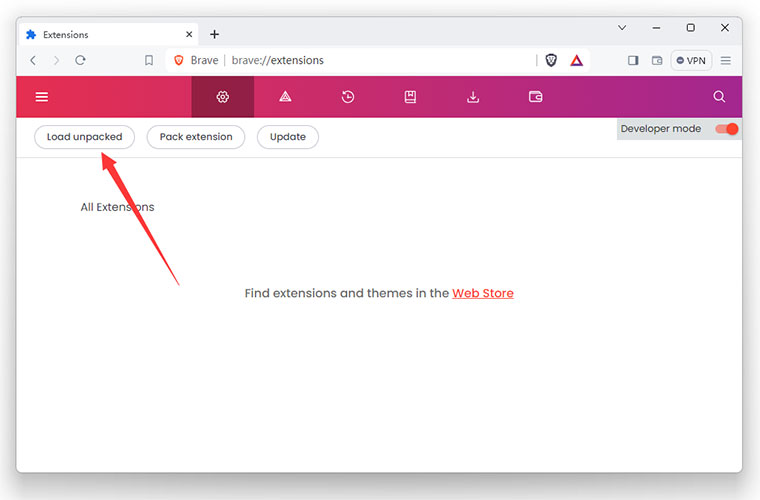 Extensions
Brave brave://extensions
VPN
Load unpacked
Pack extension
Update
Developer mode
All Extensions
Find extensions and themes in the Web Store